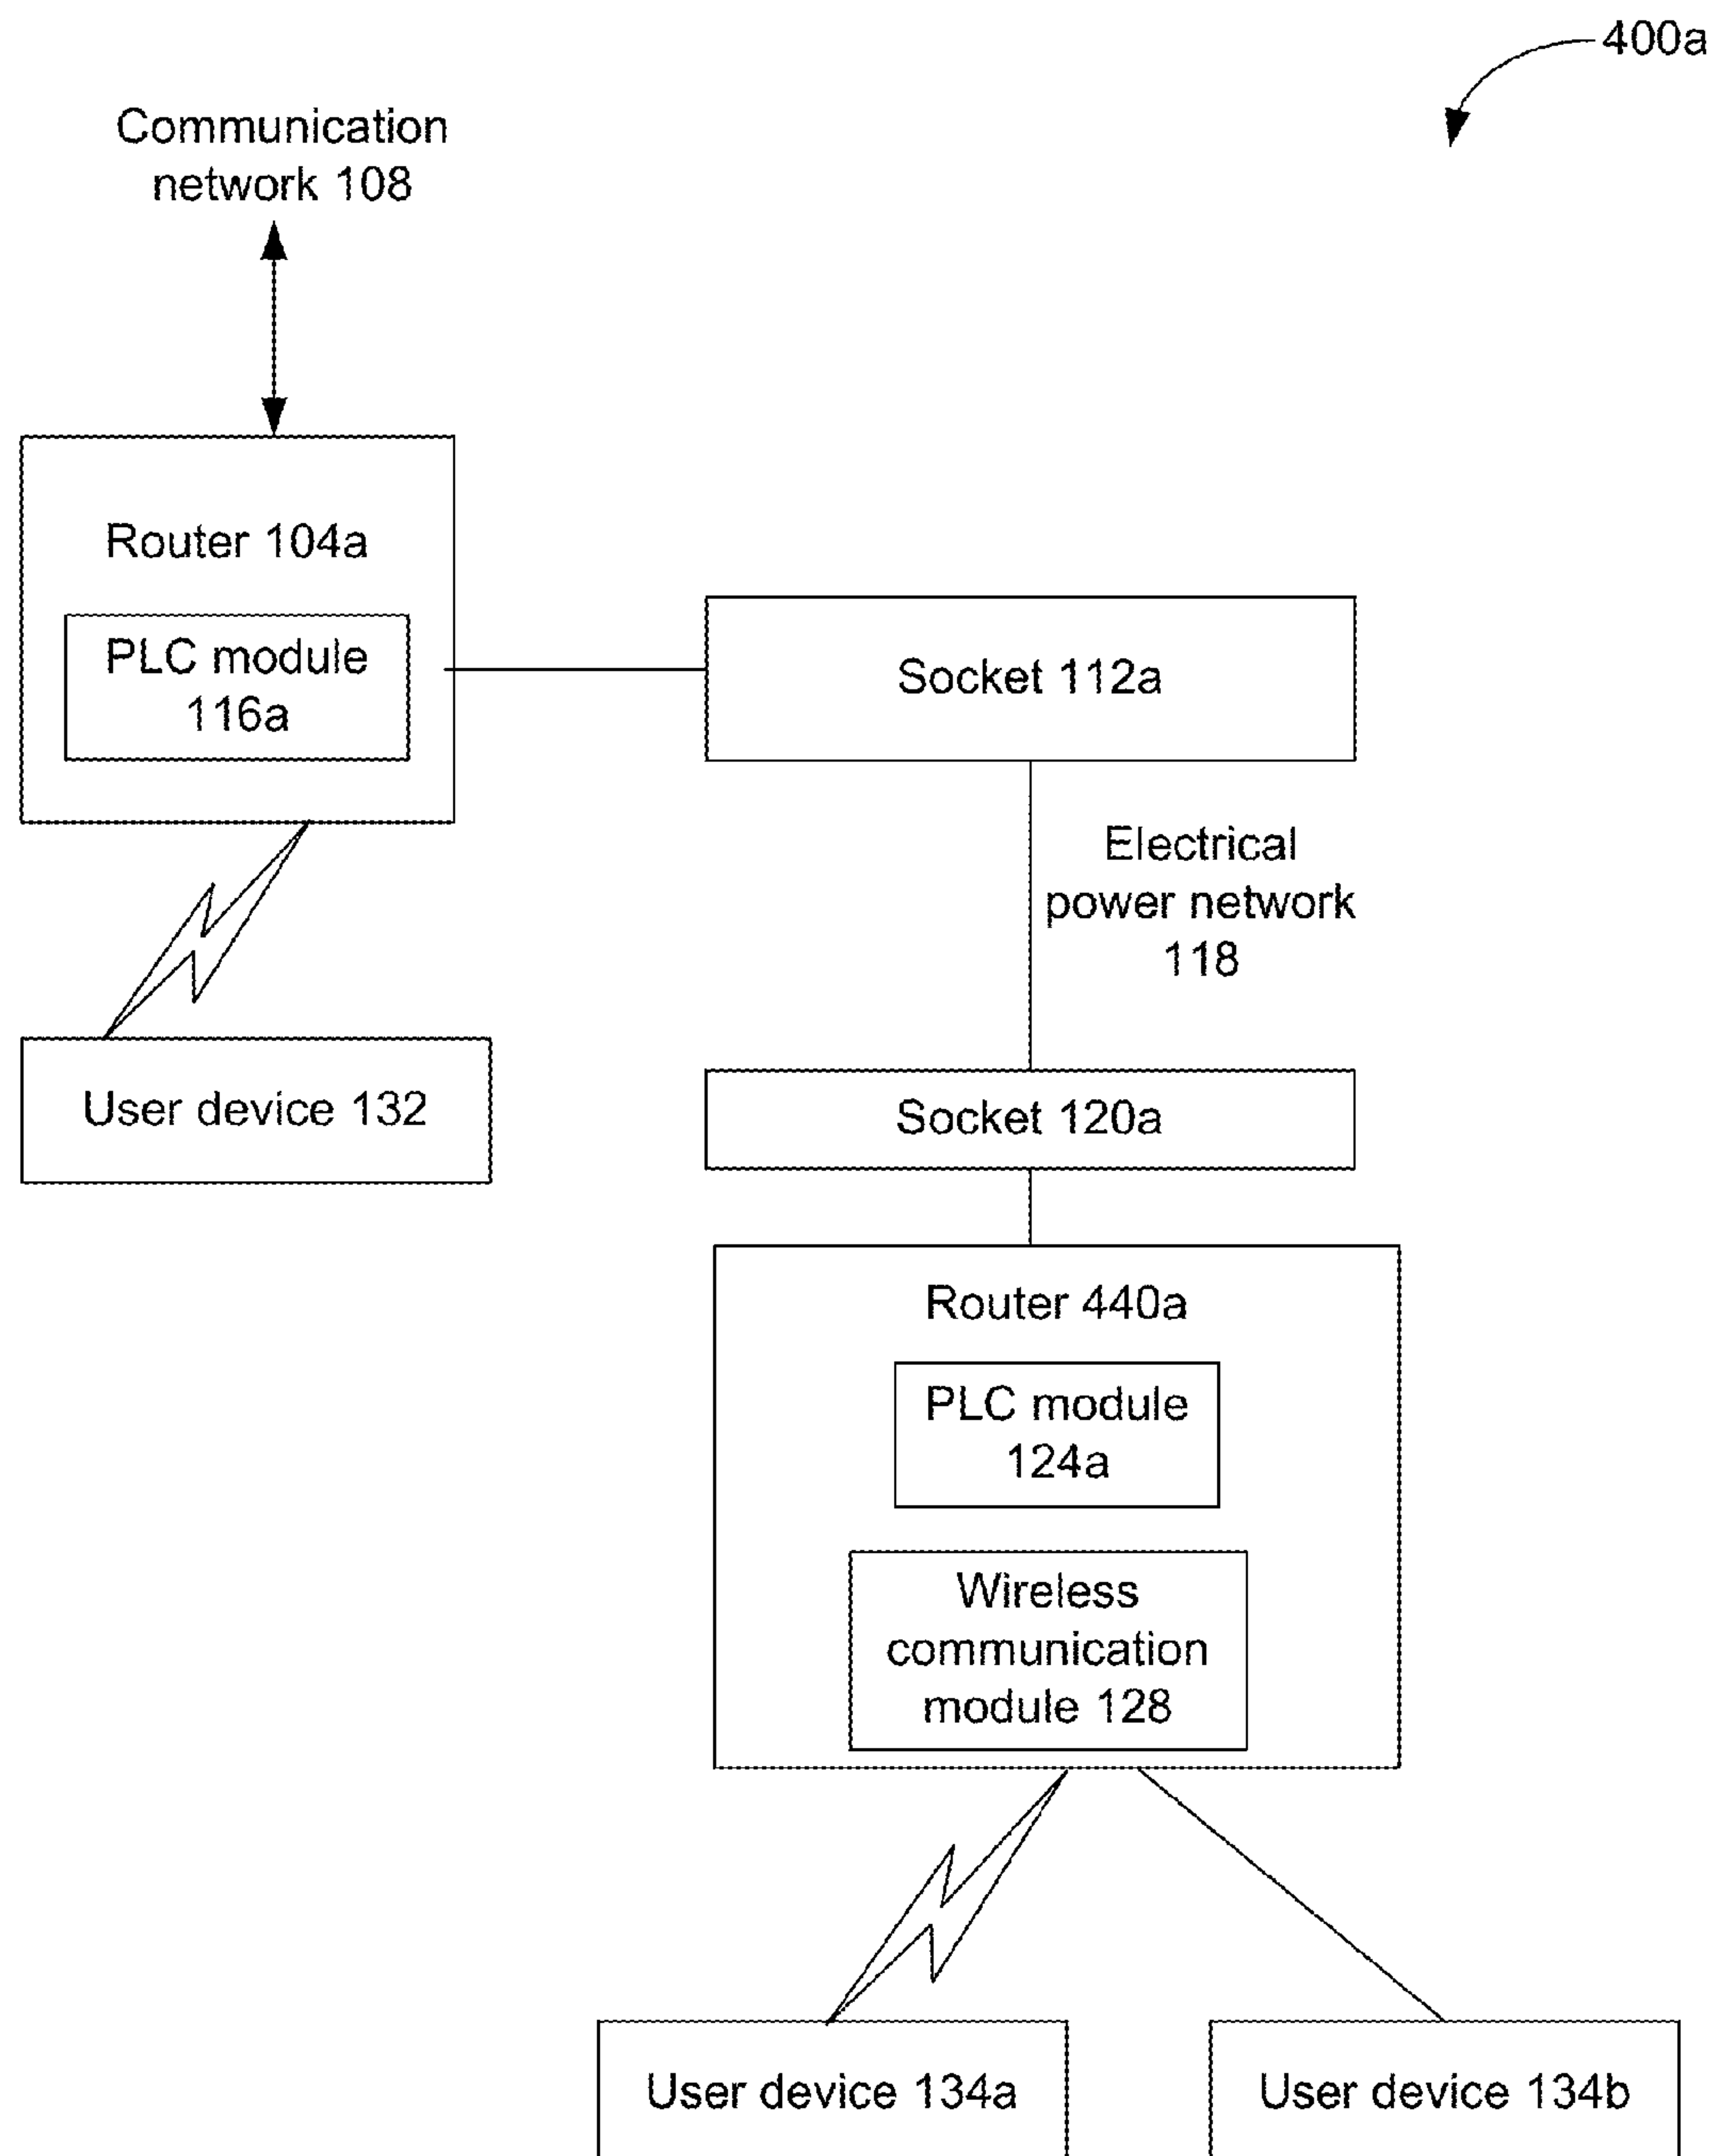 400a
Communication
network 108
Router 104a
PLC module
116a
Socket 112a
Electrical
power network
118
User device 132
Socket 120a
Router 440a
PLC module
124a
Wireless
communication
module 128
User device 134a
User device 134b